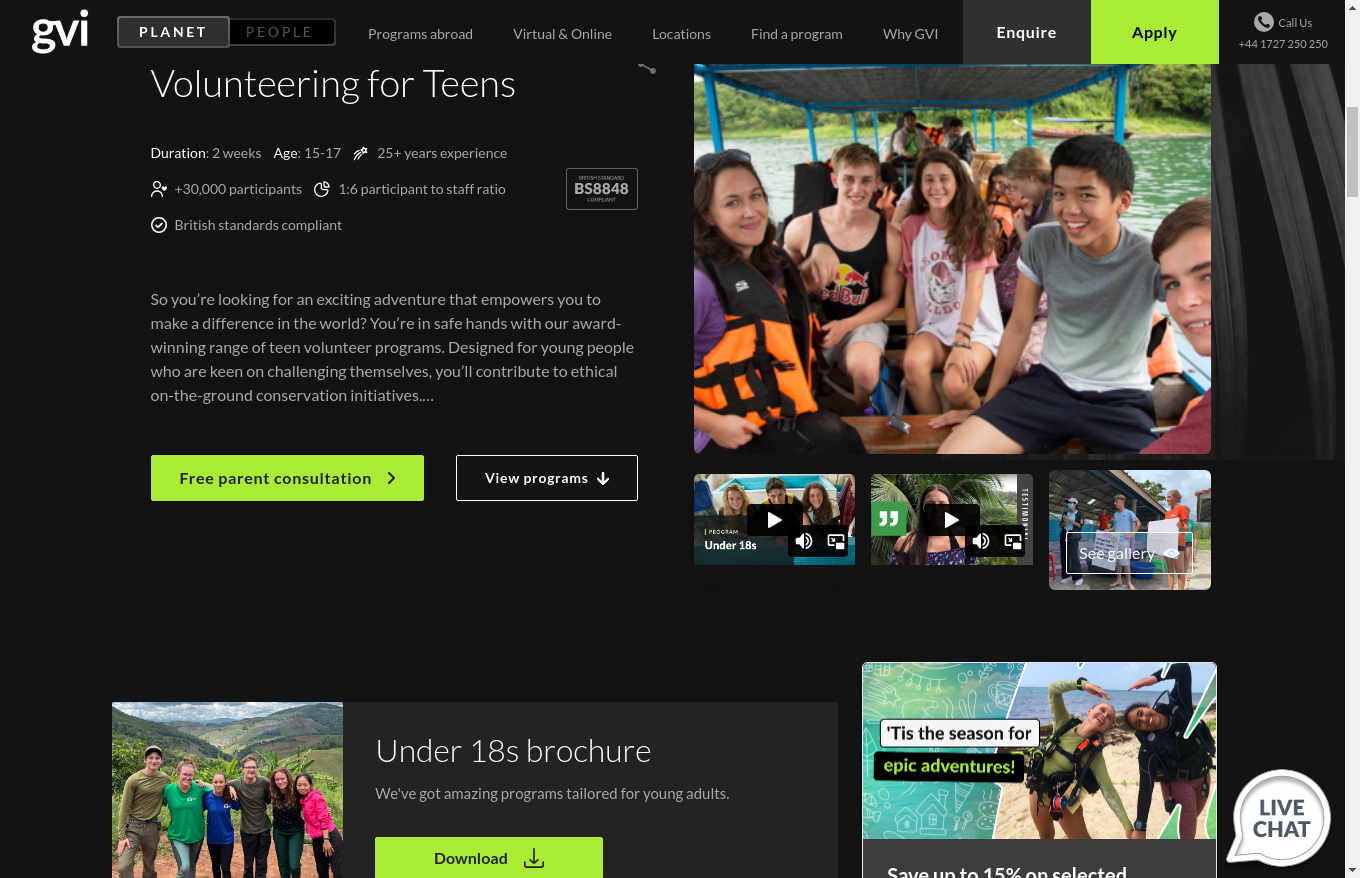 gvi
PLANET
PEOPLE
Programs abroad
Virtual & Online
Locations
Find a program
Why GVI
Enquire
Apply
Call Us
+44 1727 250 250
Volunteering for Teens
Duration: 2 weeks
Age: 15-17
25+ years experience
+30,000 participants
1:6 participant to staff ratio
British standards compliant
BRITISH STANDARD
BS8848
COMPLIANT
So you’re looking for an exciting adventure that empowers you to
make a difference in the world? You’re in safe hands with our award-
winning range of teen volunteer programs. Designed for young people
who are keen on challenging themselves, you’ll contribute to ethical
on-the-ground conservation initiatives.…
Free parent consultation
View programs
RedBull
PROGRAM
Under 18s
TESTIMONIAL
See gallery
Under 18s brochure
We've got amazing programs tailored for young adults.
Download
'Tis the season for
epic adventures!
Save up to 15% on selected
LIVE
CHAT